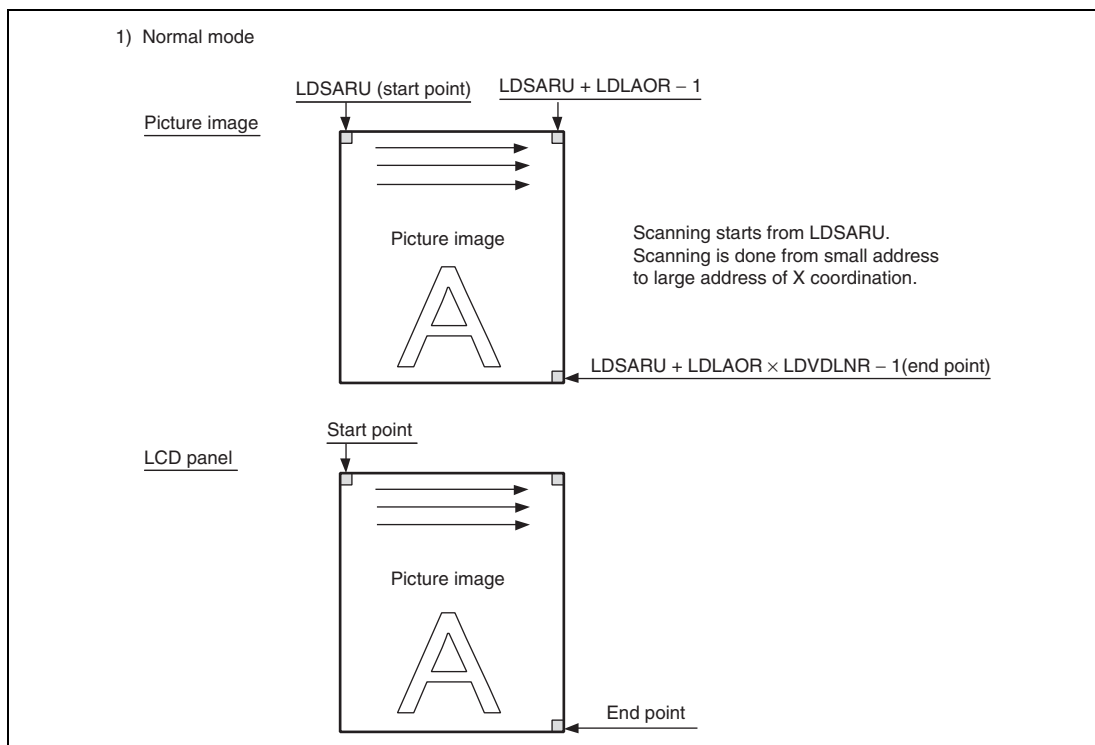 1) Normal mode
LDSARU (start point)
LDSARU + LDLAOR – 1
Picture image
Picture image
A
Scanning starts from LDSARU.
Scanning is done from small address
to large address of X coordination.
LDSARU + LDLAOR × LDVDLNR – 1(end point)
Start point
LCD panel
Picture image
A
End point